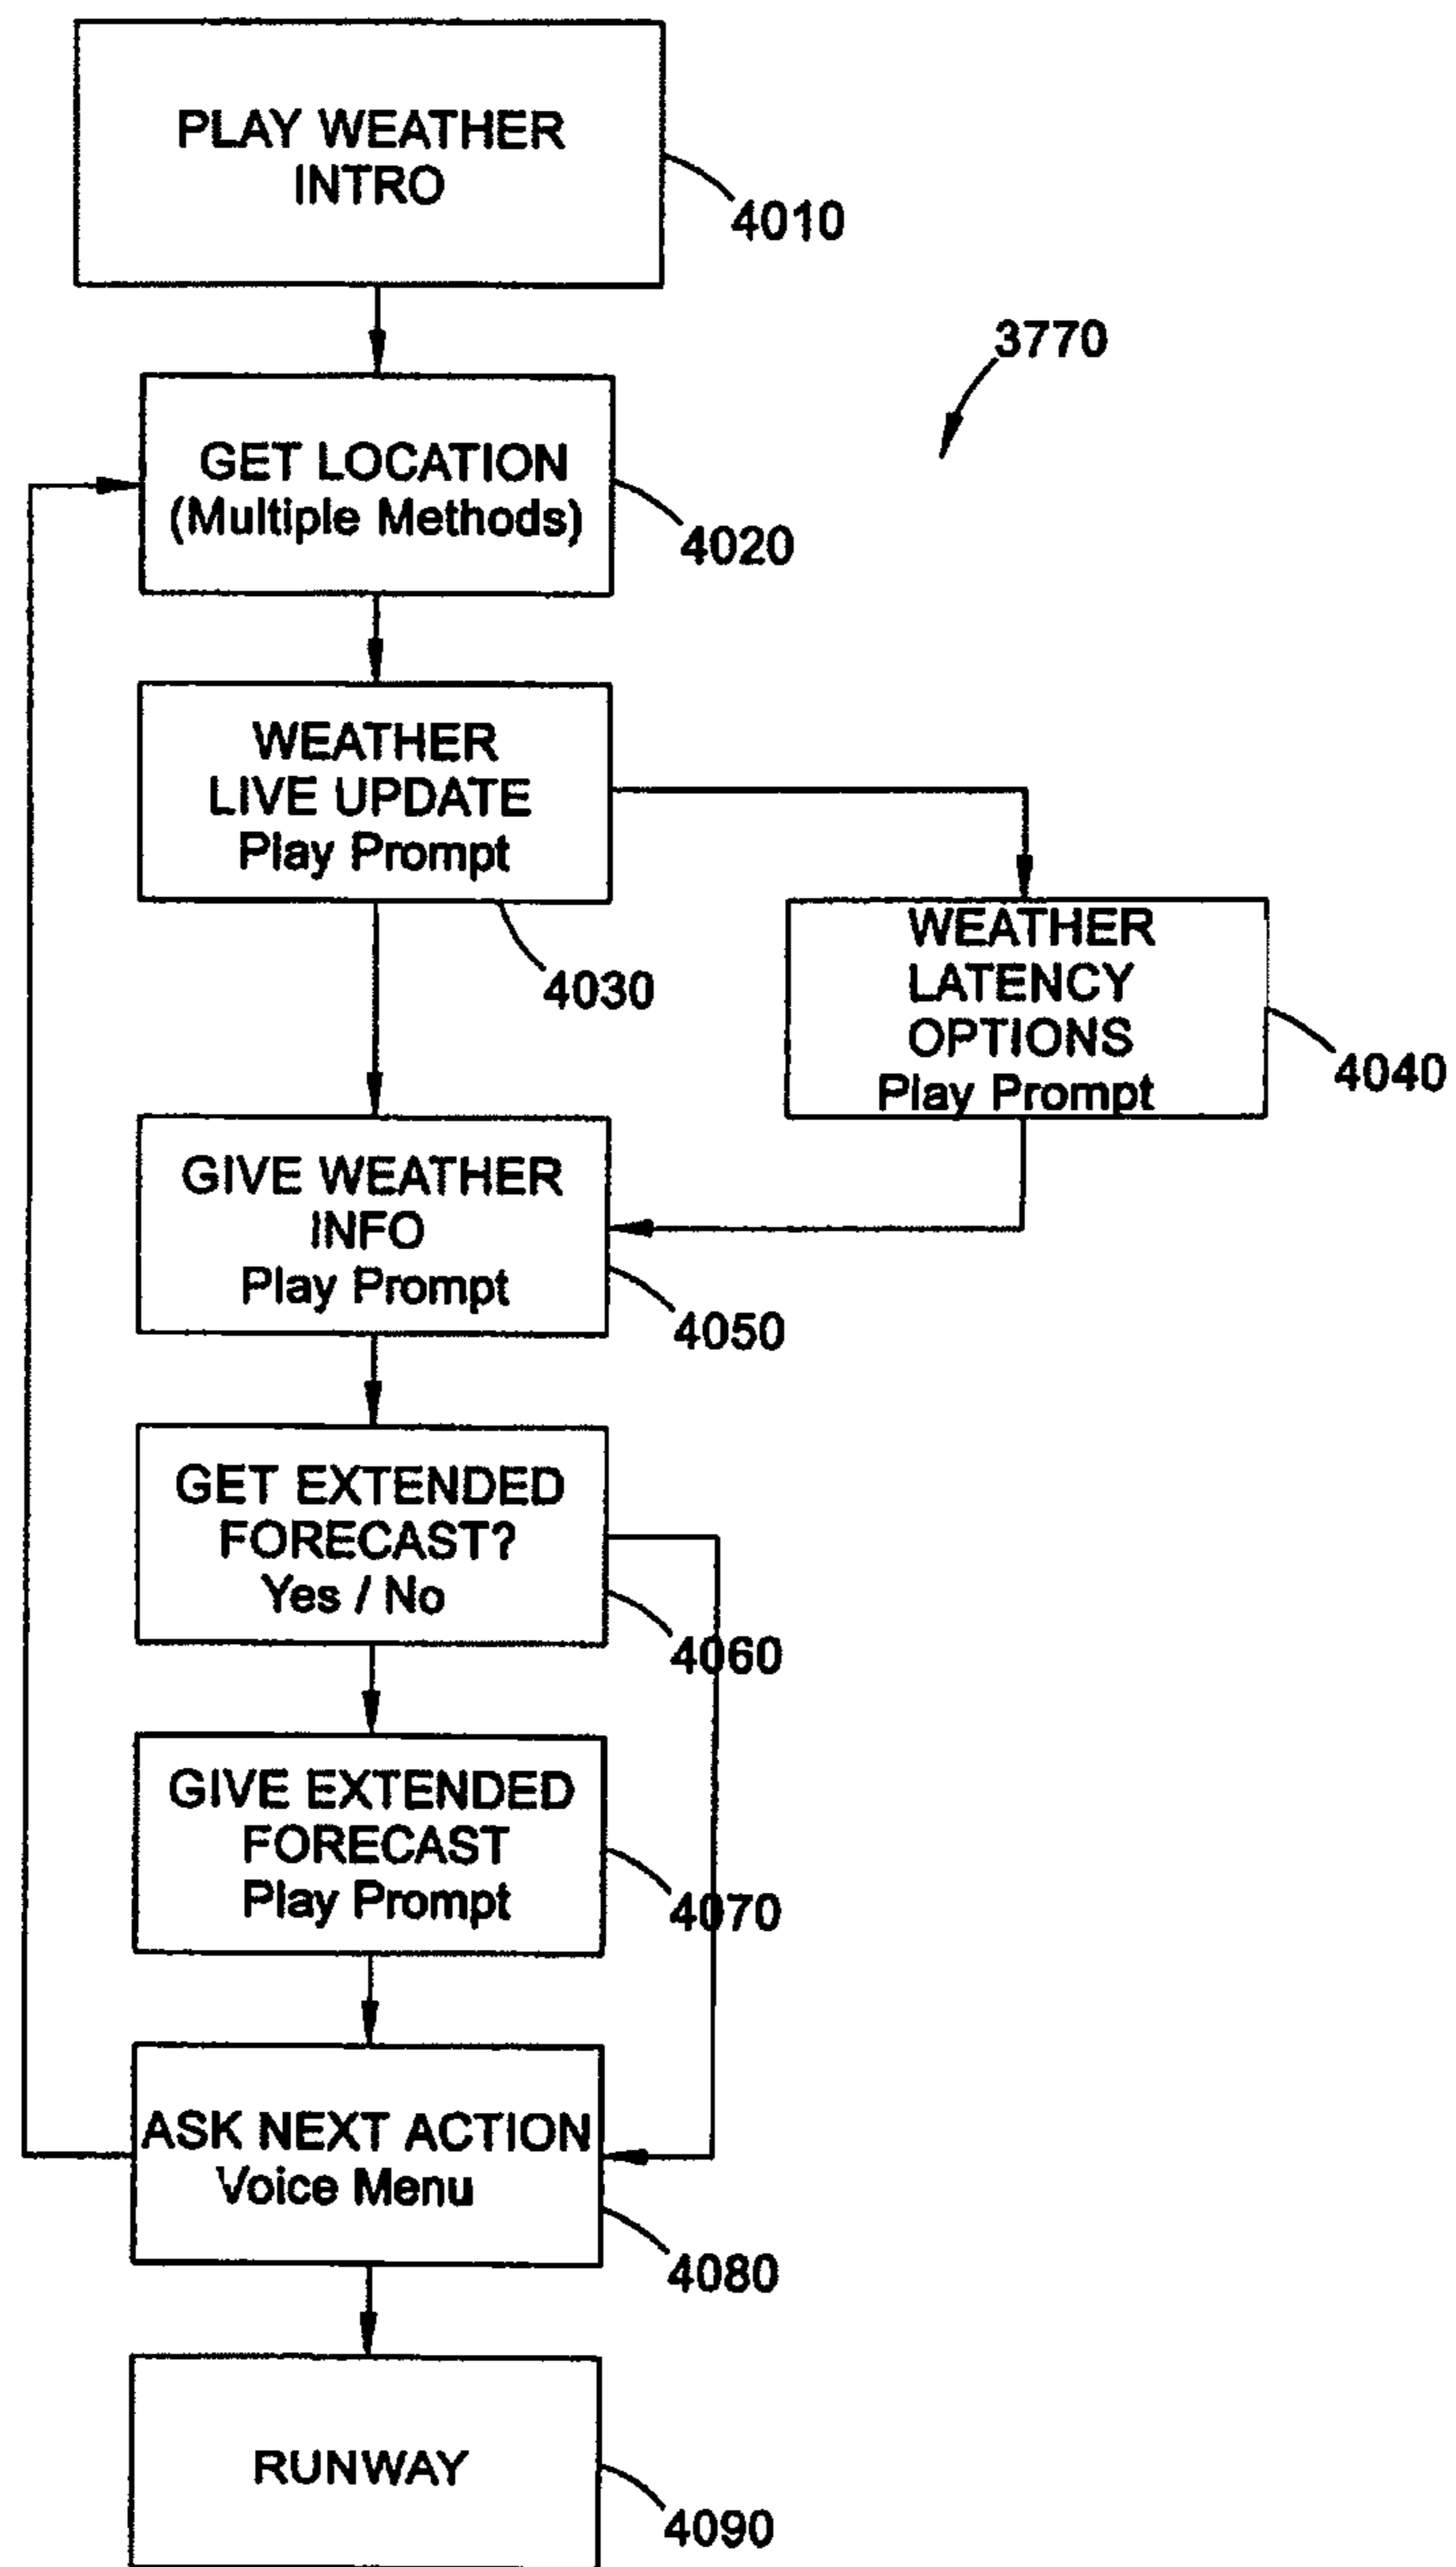 PLAY WEATHER
INTRO
4010
3770
GET LOCATION
(Multiple Methods)
4020
WEATHER
LIVE UPDATE
Play Prompt
4030
WEATHER
LATENCY
OPTIONS
Play Prompt
4040
GIVE WEATHER
INFO
Play Prompt
4050
GET EXTENDED
FORECAST?
Yes / No
4060
GIVE EXTENDED
FORECAST
Play Prompt
4070
ASK NEXT ACTION
Voice Menu
4080
RUNWAY
4090